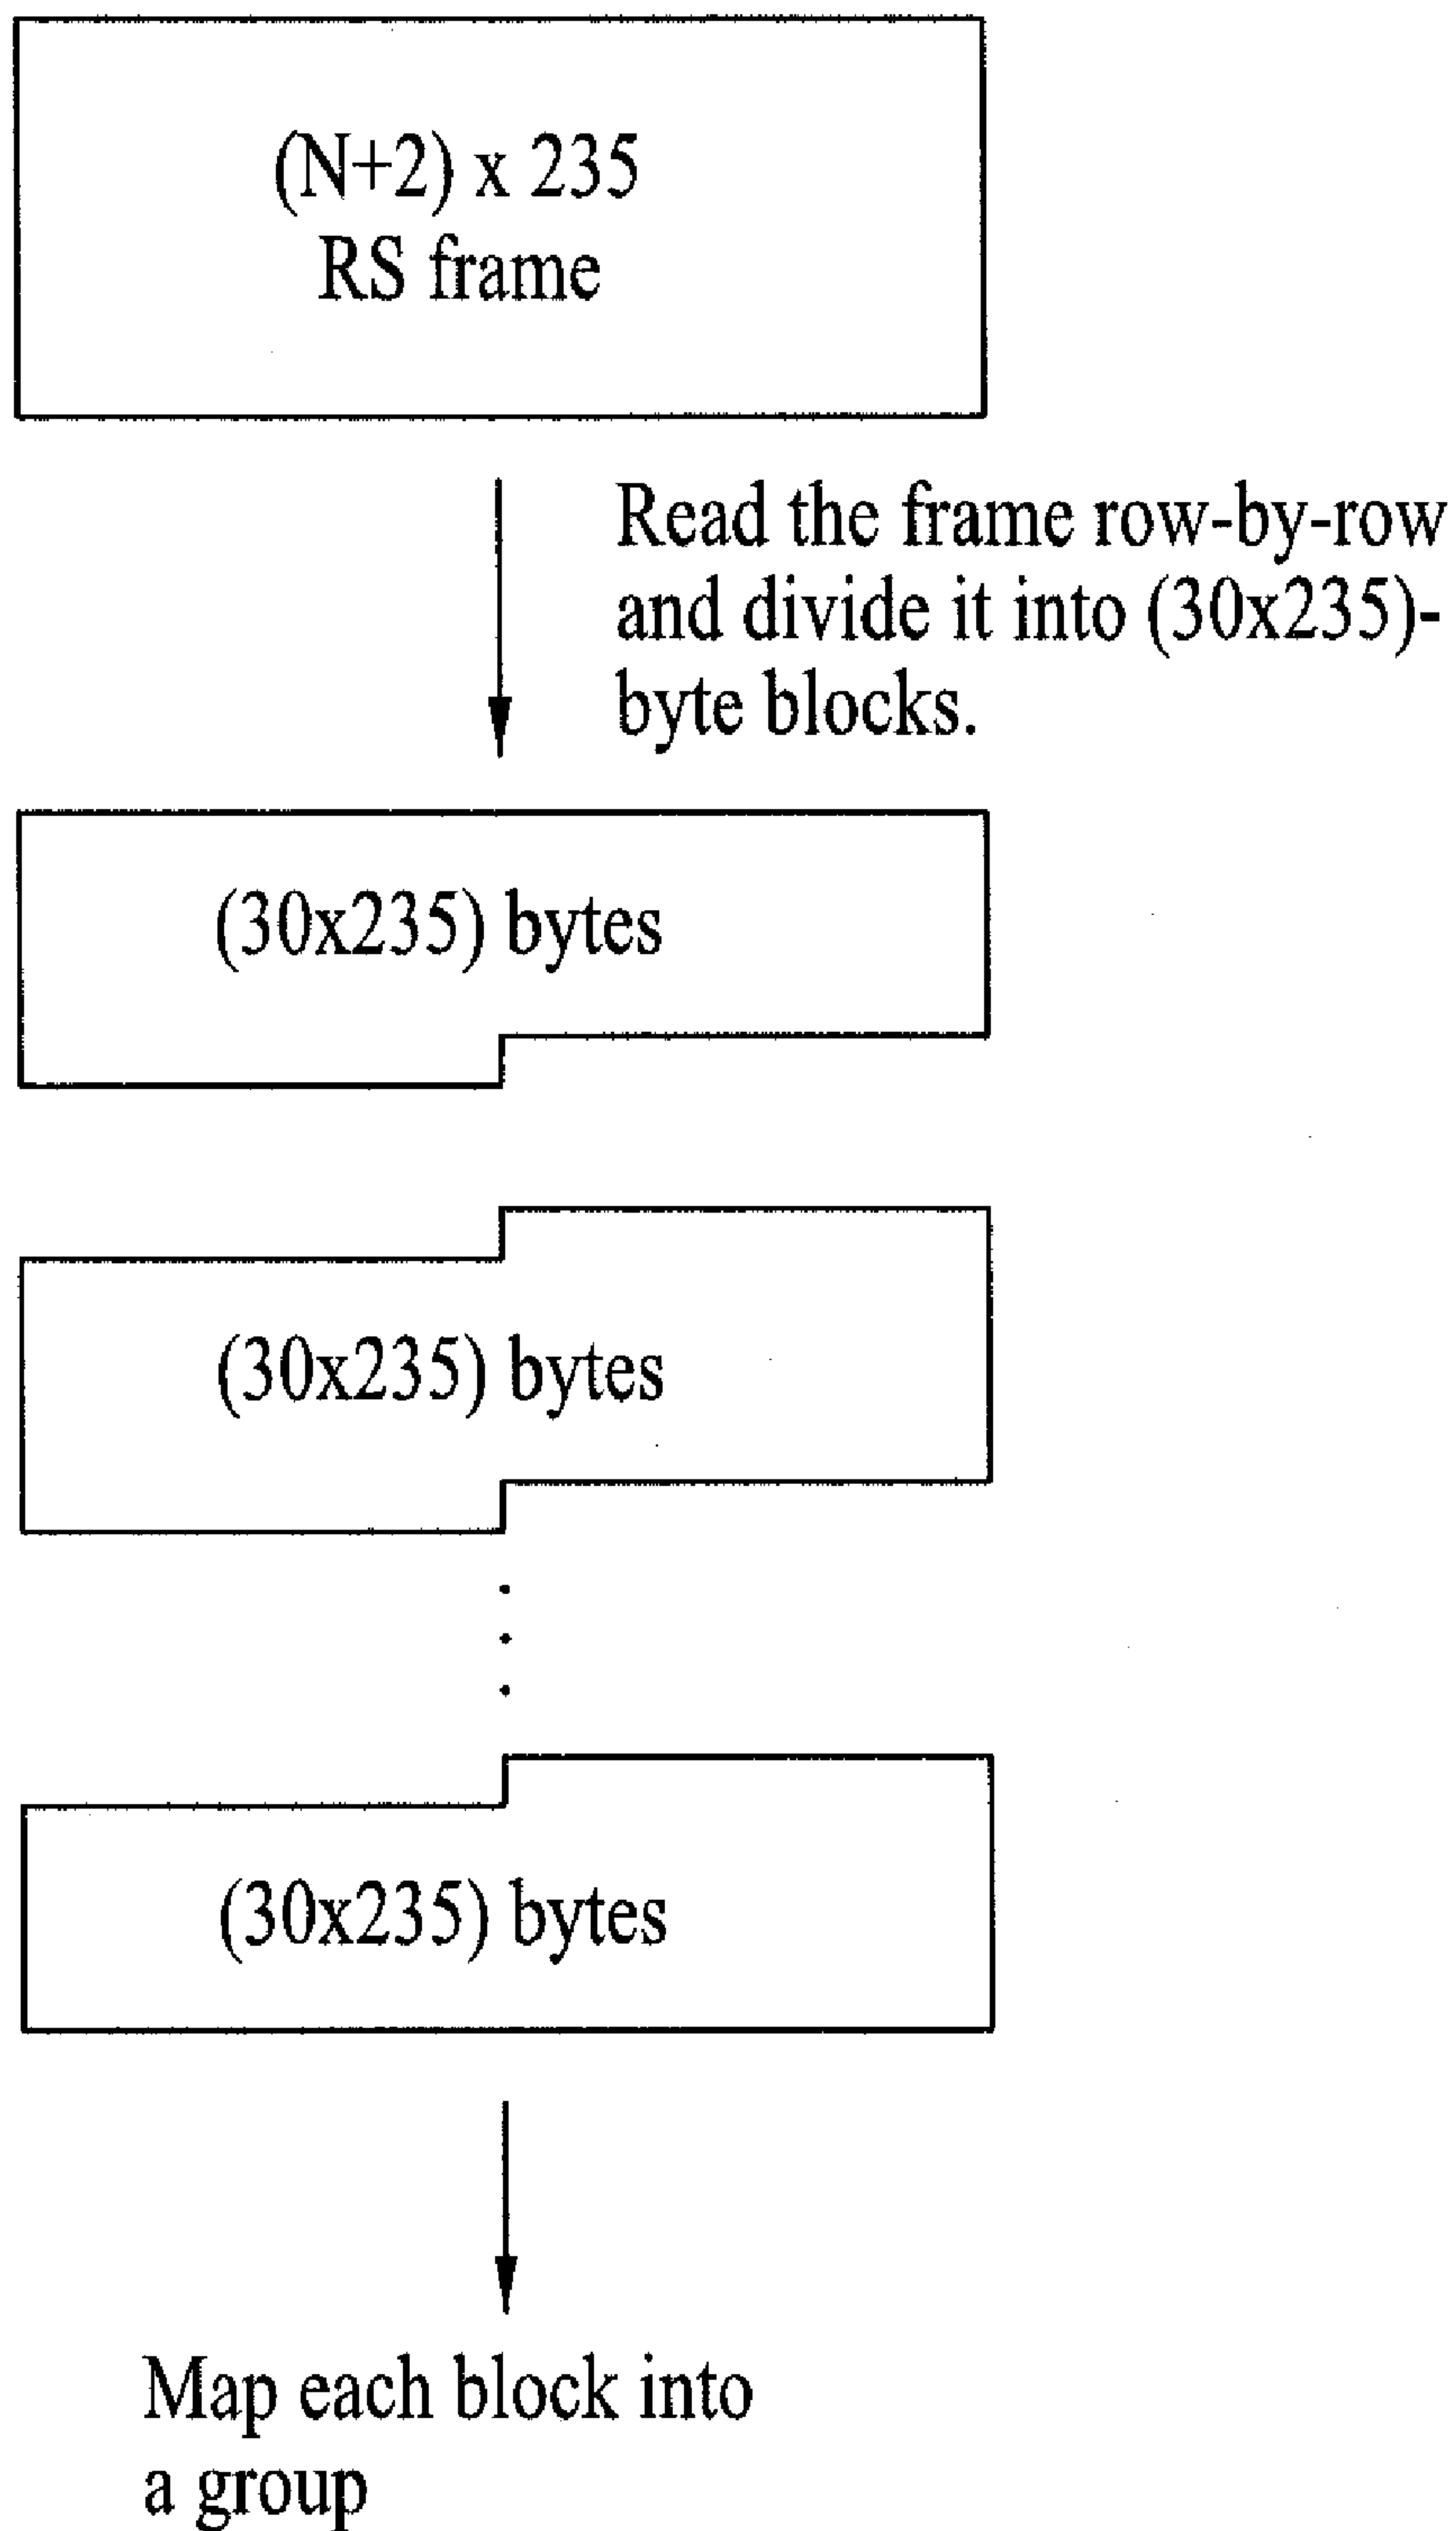 (N+2) x 235
RS frame
Read the frame row-by-row
and divide it into (30x235)-
byte blocks.
(30x235) bytes
(30x235) bytes
(30x235) bytes
Map each block into
a group